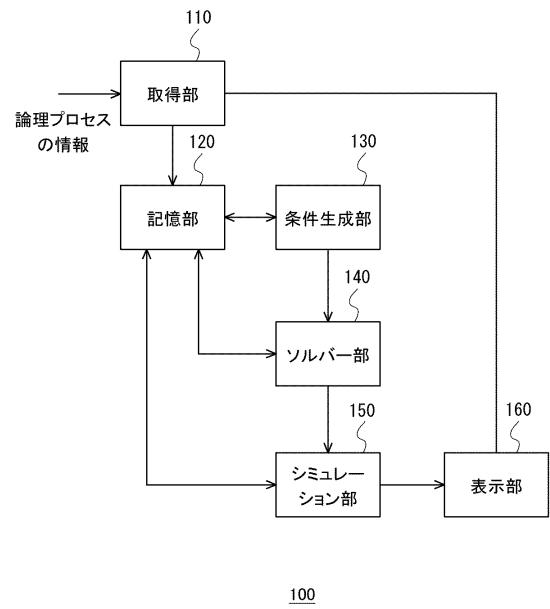 110
取得部
論理プロセス
の情報
120
130
記憶部
条件生成部
140
ソルバー部
150
160
シミュレー
ション部
表示部
100